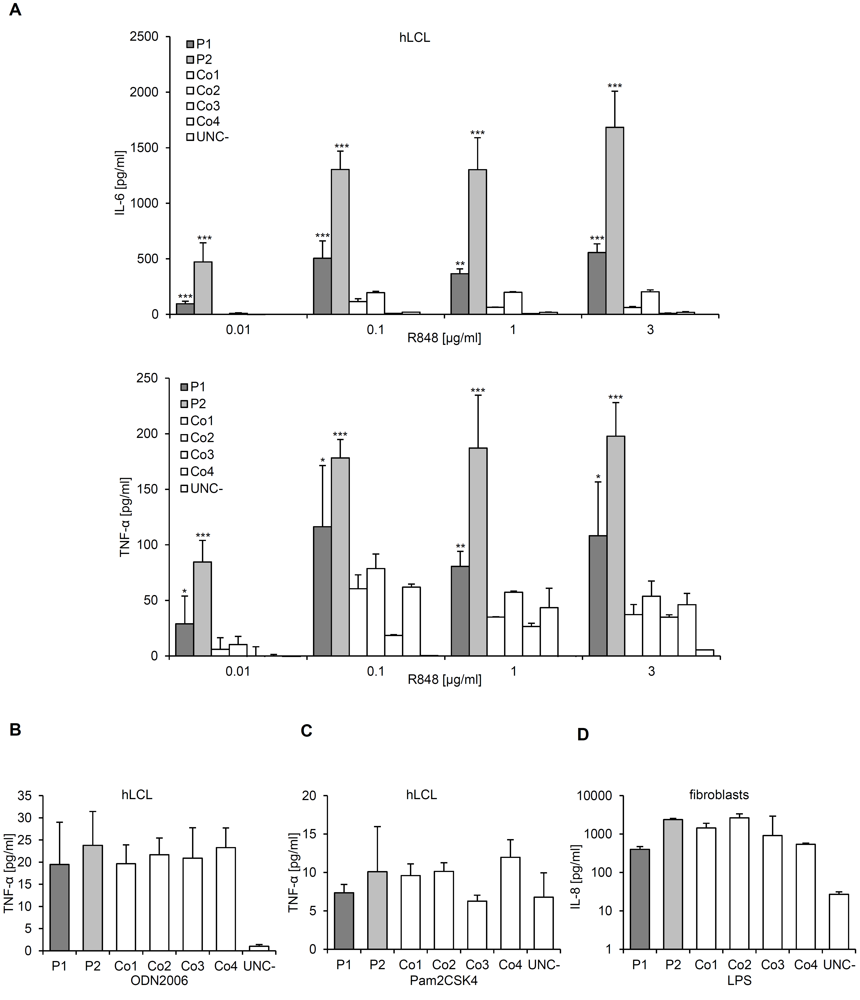 A
hLCL
2500
2000
1500
1000
500
0
IL-6 [pg/ml]
P1
P2
Co1
Co2
Co3
Co4
UNC-
***
***
***
***
**
***
***
***
0.01
0.1
1
3
R848 [µg/ml]
250
200
150
100
50
0
TNF-α [pg/ml]
P1
P2
Co1
Co2
Co3
Co4
UNC-
*
***
*
***
**
***
*
***
0.01
0.1
1
3
R848 [µg/ml]
B
hLCL
35
30
25
20
15
10
5
0
TNF-α [pg/ml]
P1 P2 Co1 Co2 Co3 Co4 UNC-
ODN2006
C
hLCL
20
15
10
5
0
TNF-α [pg/ml]
P1 P2 Co1 Co2 Co3 Co4 UNC-
Pam2CSK4
D
fibroblasts
10000
1000
100
10
1
IL-8 [pg/ml]
P1 P2 Co1 Co2 Co3 Co4 UNC-
LPS